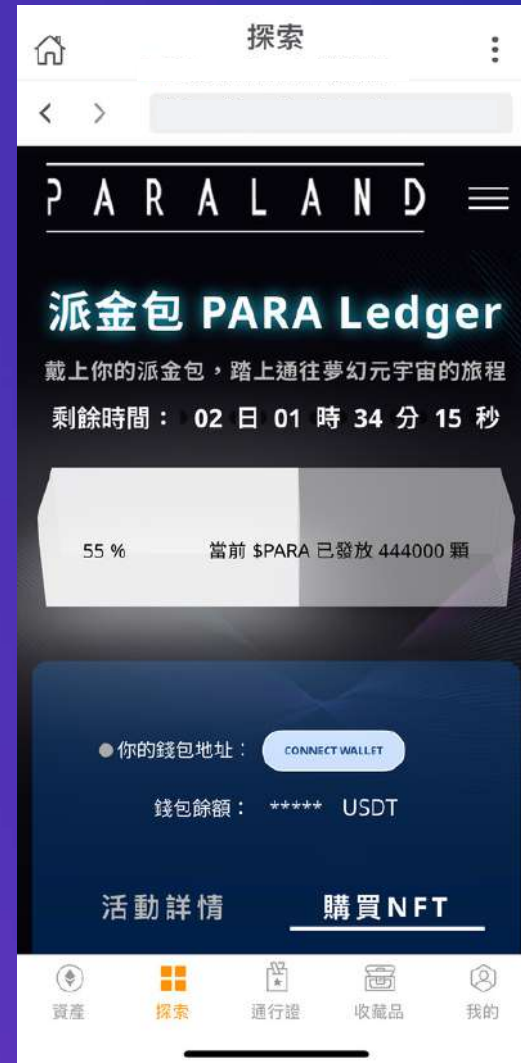 探索
PARALAND
派金包 PARA Ledger
戴上你的派金包，踏上通往夢幻元宇宙的旅程
剩餘時間： 02 日 01 時 34 分 15 秒
55 % 當前 $PARA 已發放 444000 顆
你的錢包地址： CONNECT WALLET
錢包餘額： ***** USDT
活動詳情 購買NFT
資產 探索 通行證 收藏品 我的